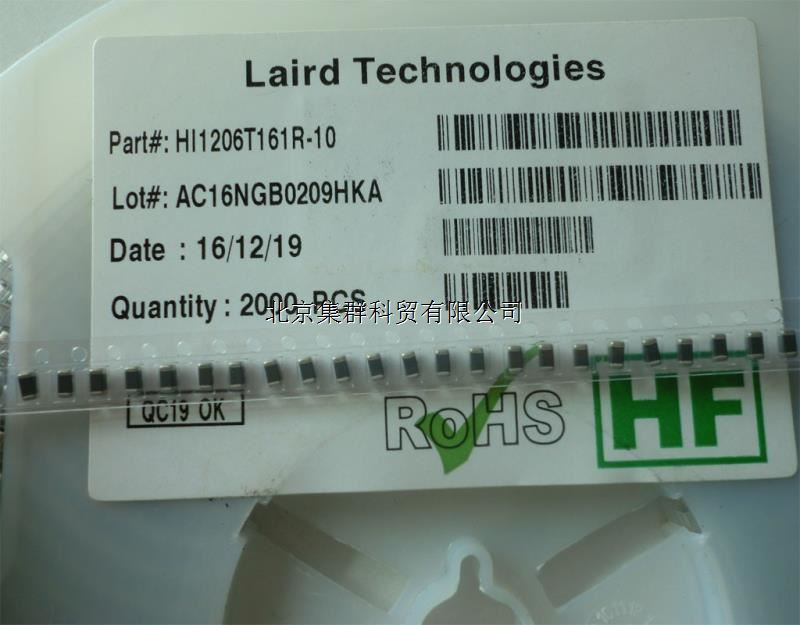 Laird Technologies
Part#: HI1206T161R-10
Lot#: AC16NGB0209HKA
Date : 16/12/19
Quantity : 2000 PCS
北京集群科贸有限公司
QC19 OK
RoHS
HF